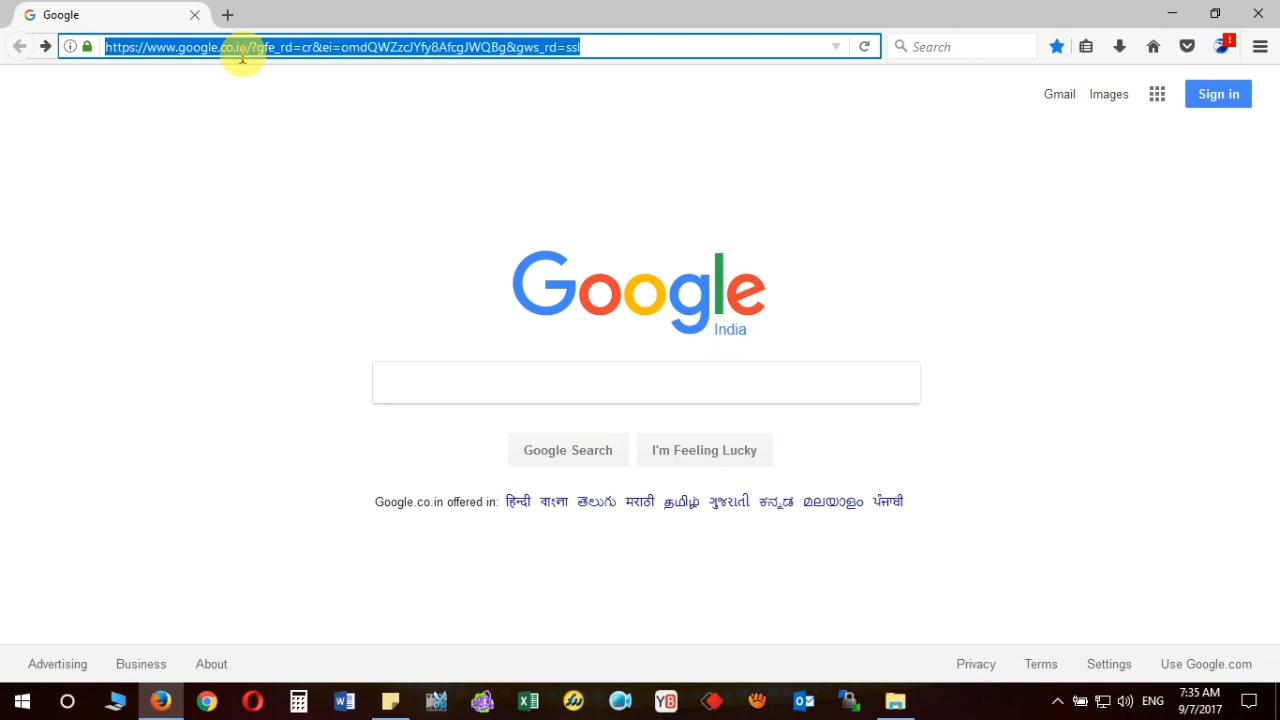 Google
https://www.google.co.in/?gfe_rd=cr&ei=omdQWZzcJYfy8AfcgJWQBg&gws_rd=ssl
Search
Gmail Images Sign in
Google
India
Google Search I'm Feeling Lucky
Google.co.in offered in: हिन्दी বাংলা తెలుగు मराठी தமிழ் ગુજરાતી ಕನ್ನಡ മലയാളം ਪੰਜਾਬੀ
Advertising Business About Privacy Terms Settings Use Google.com
ENG
7:35 AM
9/7/2017